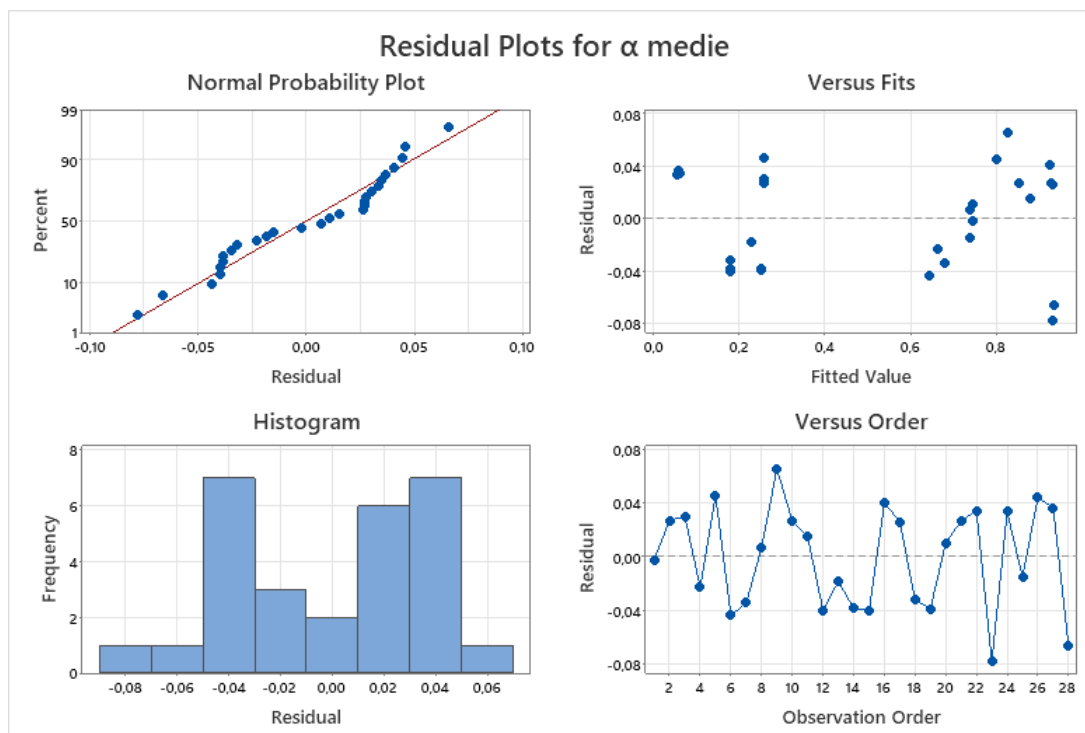 Residual Plots for α medie
Normal Probability Plot
99
90
50
10
1
Percent
-0,10 -0,05 0,00 0,05 0,10
Residual
Versus Fits
0,08
0,04
0,00
-0,04
-0,08
Residual
0,0 0,2 0,4 0,6 0,8
Fitted Value
Histogram
8
6
4
2
0
Frequency
-0,08 -0,06 -0,04 -0,02 0,00 0,02 0,04 0,06
Residual
Versus Order
0,08
0,04
0,00
-0,04
-0,08
Residual
2 4 6 8 10 12 14 16 18 20 22 24 26 28
Observation Order